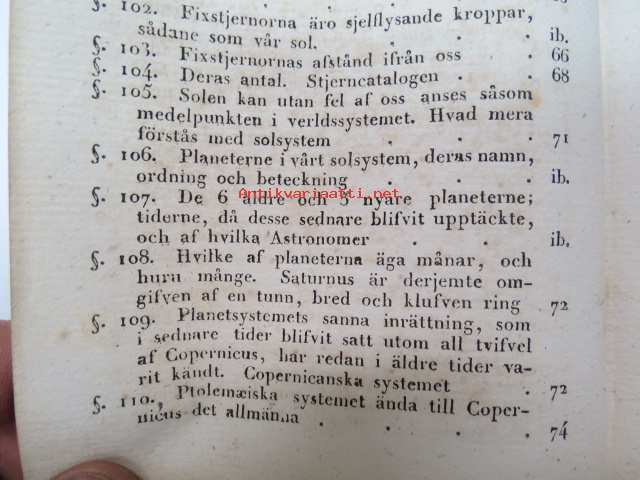 §. 102. Fixstjernorna äro sjelflysande kroppar,
sådane som vår sol. . . . ib.
§. 103. Fixstjernornas afstånd ifrån oss . 66
§. 104. Deras antal. Stjerncatalogen . . 68
§. 105. Solen kan utan fel af oss anses såsom
medelpunkten i verldssystemet. Hvad mera
förstås med solsystem . . . 71
§. 106. Planeterne i vårt solsystem, deras namn,
ordning och beteckning . . . ib.
Antikvariaatti.net
§. 107. De 6 äldre och 5 nyare planeterne;
tiderne, då desse sednare blifvit upptäckte,
och af hvilka Astronomer . . . ib.
§. 108. Hvilke af planeterna äga månar, och
huru månge. Saturnus är derjemte om-
gifven af en tunn, bred och klufven ring 72
§. 109. Planetsystemets sanna inrättning, som
i sednare tider blifvit satt utom all tvifvel
af Copernicus, har redan i äldre tider va-
rit kändt. Copernicanska systemet . 72
§. 110. Ptolemæiska systemet ända till Coper-
nicus det allmänna . . . . 74